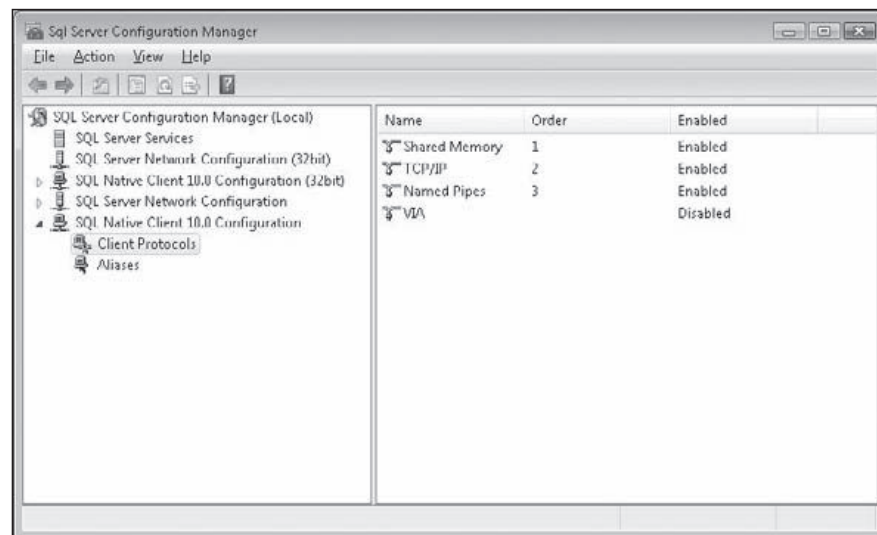 Sql Server Configuration Manager
File Action View Help
SQL Server Configuration Manager (Local)
SQL Server Services
SQL Server Network Configuration (32bit)
SQL Native Client 10.0 Configuration (32bit)
SQL Server Network Configuration
SQL Native Client 10.0 Configuration
Client Protocols
Aliases
Name Order Enabled
Shared Memory 1 Enabled
TCP/IP 2 Enabled
Named Pipes 3 Enabled
VIA Disabled